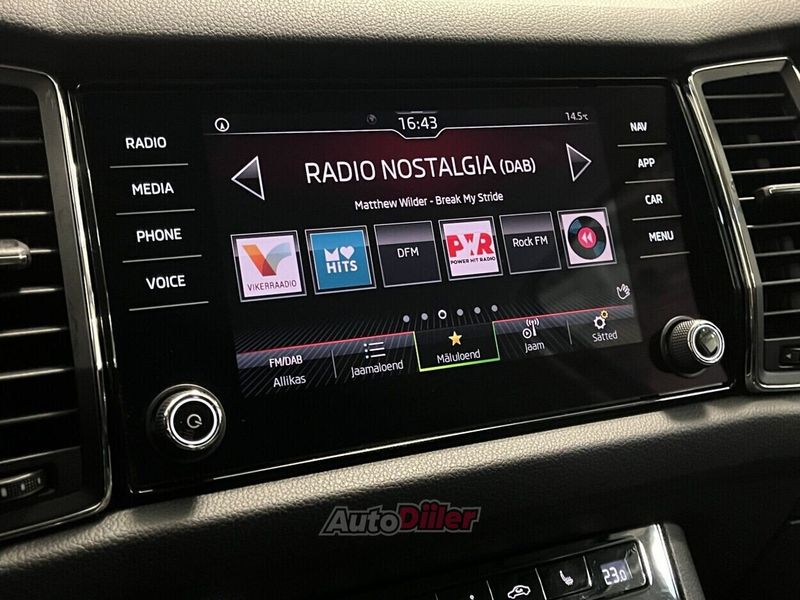 16:43
14.5°C
RADIO
MEDIA
PHONE
VOICE
NAV
APP
CAR
MENU
RADIO NOSTALGIA (DAB)
Matthew Wilder - Break My Stride
VIKERRAADIO
M♥
HITS
DFM
PWR
POWER HIT RADIO
Rock FM
FM/DAB
Allikas
Jaamaloend
Mäluloend
Jaam
Sätted
AutoDiiler
23.0